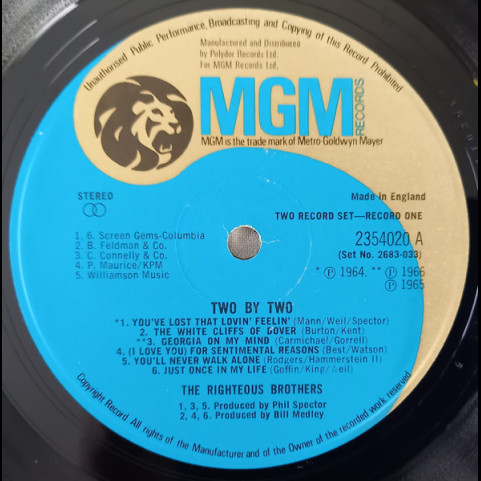 Unauthorised Public Performance, Broadcasting and Copying of this Record Prohibited
Manufactured and Distributed
by Polydor Records Ltd.
For MGM Records Ltd.
MGM
RECORDS
MGM is the trade mark of Metro Goldwyn Mayer
STEREO
Made in England
TWO RECORD SET—RECORD ONE
2354020 A
(Set No. 2683-033)
* Ⓟ 1964. ** Ⓟ 1966
Ⓟ 1965
1, 6. Screen Gems-Columbia
2. B. Feldman & Co.
3. C. Connelly & Co.
4. P. Maurice/KPM
5. Williamson Music
TWO BY TWO
*1. YOU'VE LOST THAT LOVIN' FEELIN' (Mann/Weil/Spector)
2. THE WHITE CLIFFS OF DOVER (Burton/Kent)
**3. GEORGIA ON MY MIND (Carmichael/Gorrell)
4. (I LOVE YOU) FOR SENTIMENTAL REASONS (Best/Watson)
5. YOU'LL NEVER WALK ALONE (Rodgers/Hammerstein II)
6. JUST ONCE IN MY LIFE (Goffin/King/
THE RIGHTEOUS BROTHERS
1, 3, 5. Produced by Phil Spector
2, 4, 6. Produced by Bill Medley
Copyright Record. All rights of the Manufacturer and of the Owner of the recorded work reserved